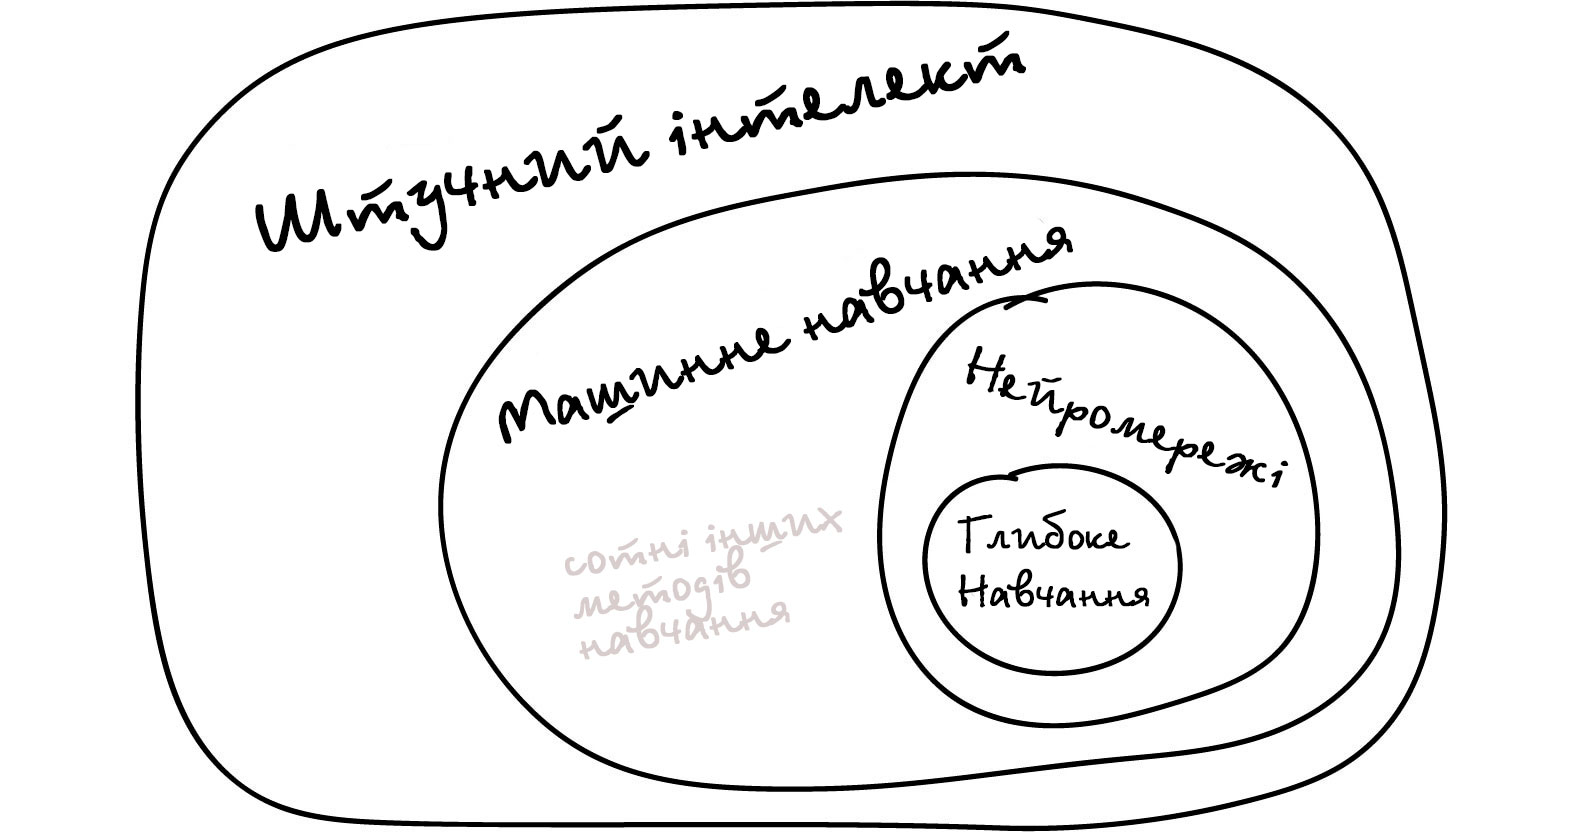 Штучний інтелект
Машинне навчання
Нейромережі
Глибоке
Навчання
сотні інших
методів
навчання